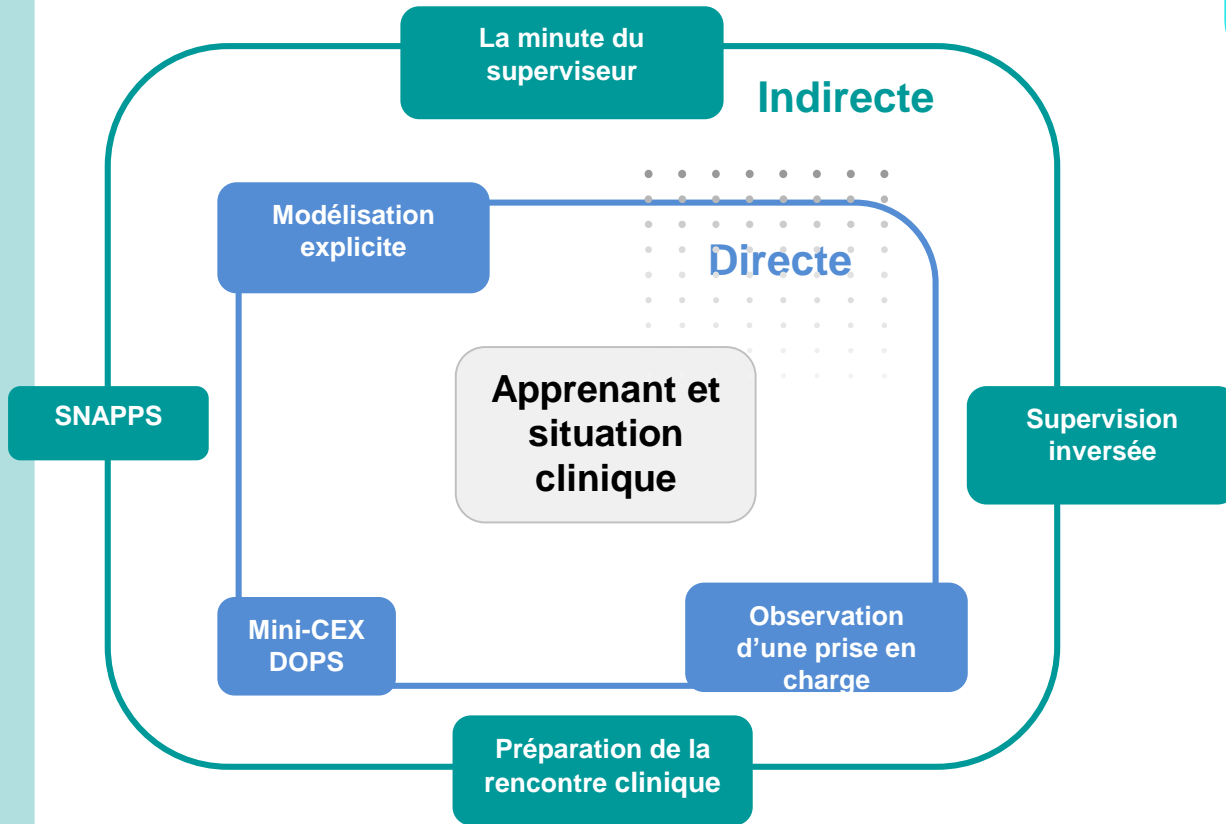 La minute du
superviseur
Indirecte
Modélisation
explicite
Directe
Apprenant et
situation
clinique
SNAPPS
Supervision
inversée
Mini-CEX
DOPS
Observation
d’une prise en
charge
Préparation de la
rencontre clinique